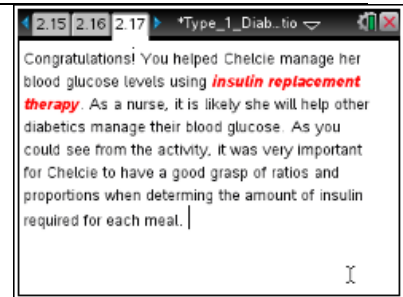 2.15 2.16 2.17 *Type_1_Diab..tio
Congratulations! You helped Chelcie manage her
blood glucose levels using insulin replacement
therapy. As a nurse, it is likely she will help other
diabetics manage their blood glucose. As you
could see from the activity, it was very important
for Chelcie to have a good grasp of ratios and
proportions when determing the amount of insulin
required for each meal.